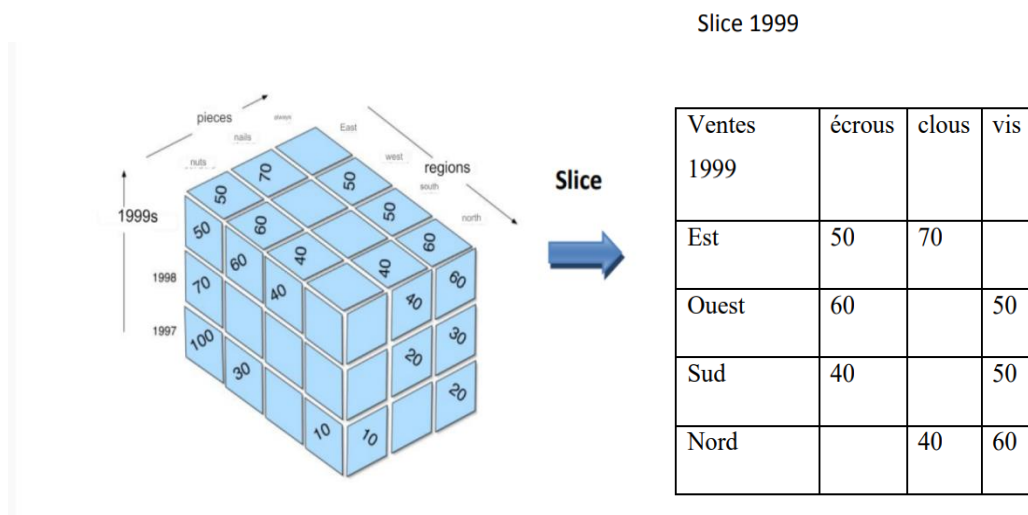 Slice 1999
pieces
always
nails
nuts
East
west
regions
south
north
1999s
1998
1997
50 70
60 50
40 50
40 60
50 60 40 40 60
70 20 30
100 30 10 10 20
Slice
Ventes écrous clous vis
1999
Est 50 70
Ouest 60 50
Sud 40 50
Nord 40 60